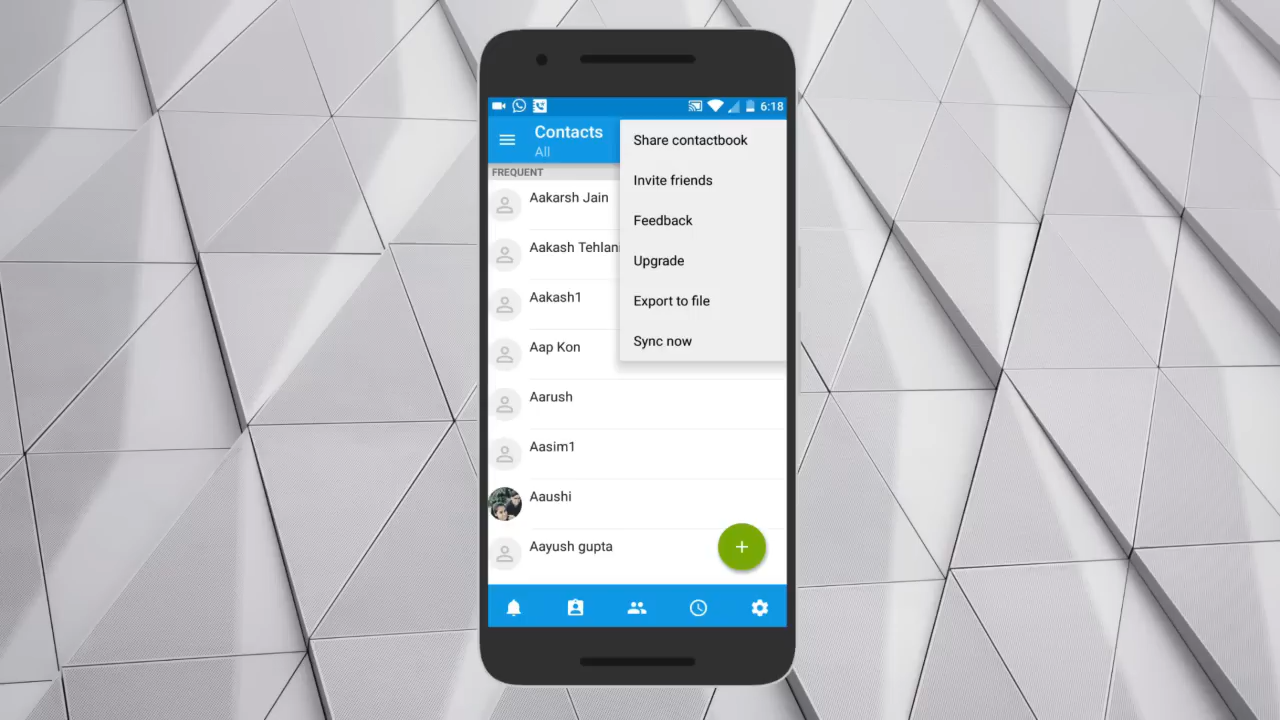 6:18
Contacts
All
Share contactbook
Invite friends
Feedback
Upgrade
Export to file
Sync now
FREQUENT
Aakarsh Jain
Aakash Tehlan
Aakash1
Aap Kon
Aarush
Aasim1
Aaushi
Aayush gupta